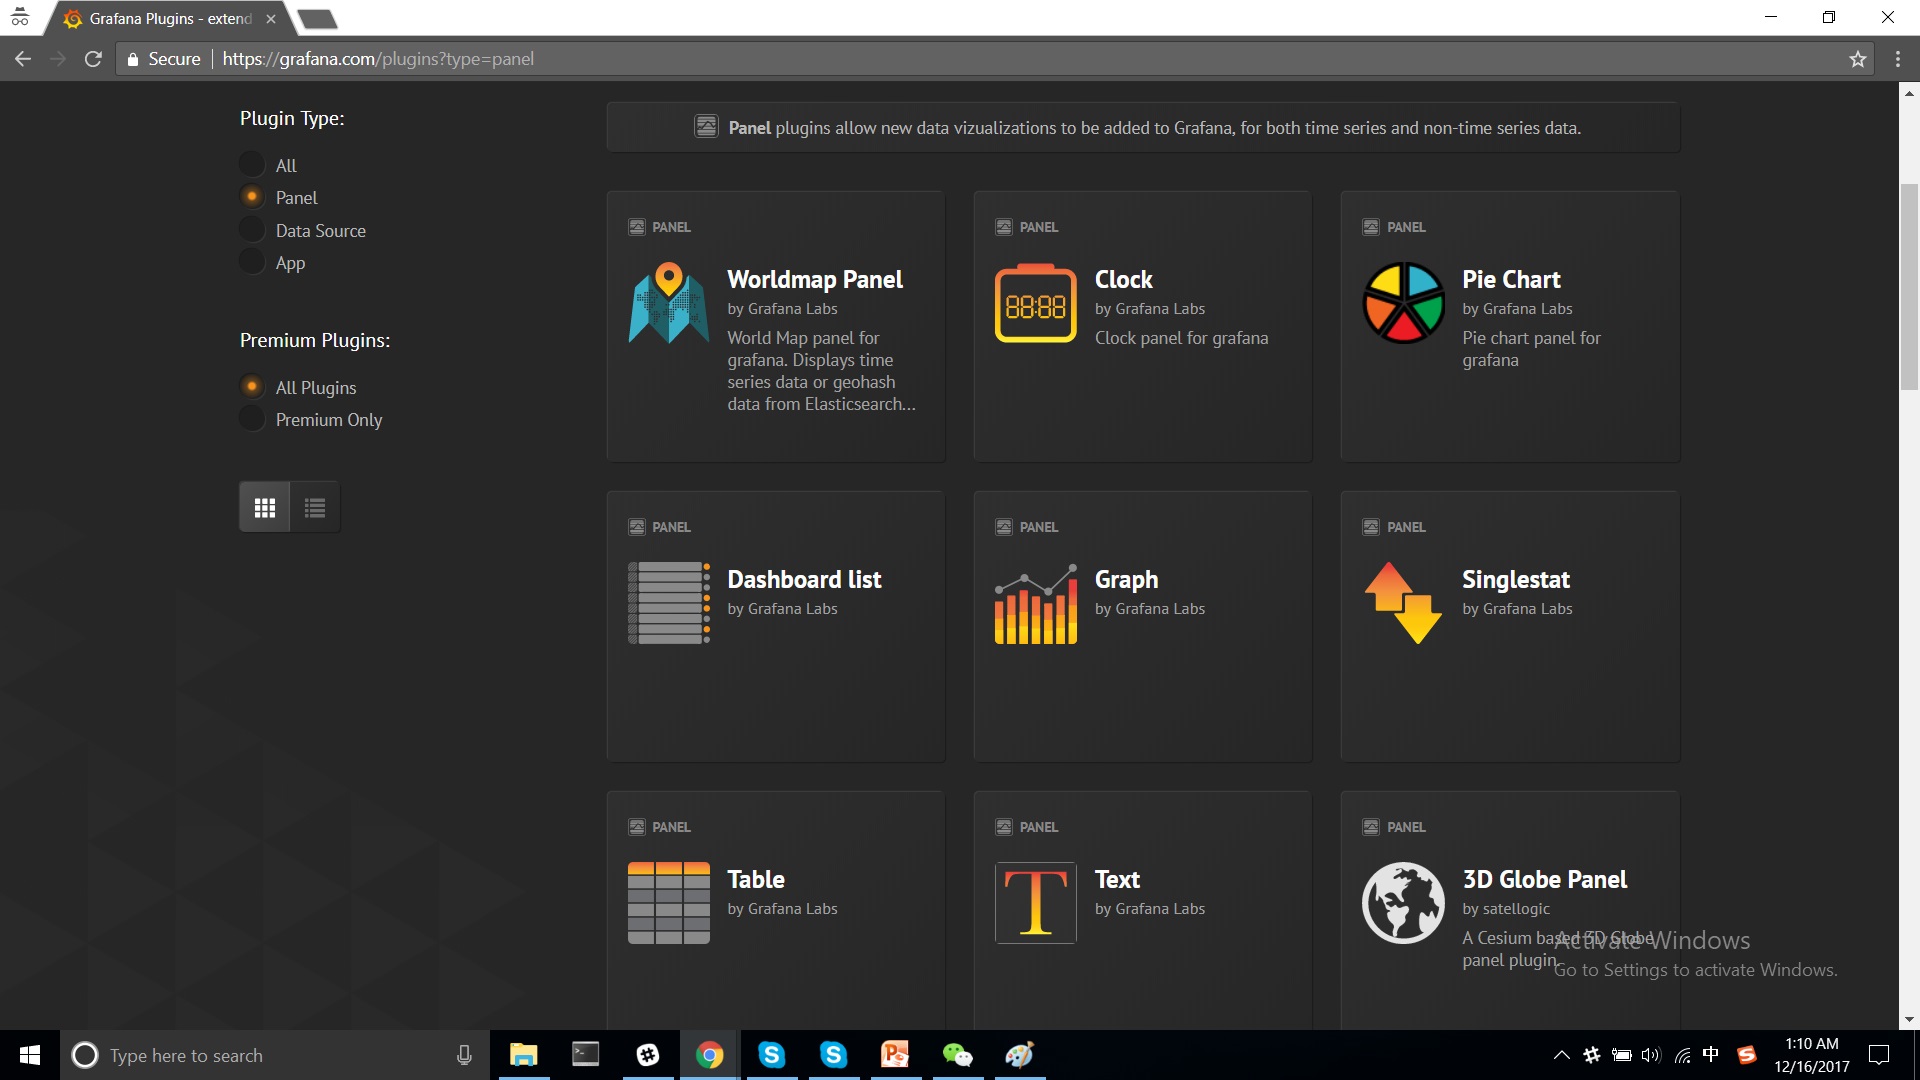 Grafana Plugins - extend
Secure
https://grafana.com/plugins?type=panel
Plugin Type:
All
Panel
Data Source
App
Premium Plugins:
All Plugins
Premium Only
Panel plugins allow new data vizualizations to be added to Grafana, for both time series and non-time series data.
PANEL
Worldmap Panel
by Grafana Labs
World Map panel for
grafana. Displays time
series data or geohash
data from Elasticsearch...
PANEL
Clock
by Grafana Labs
Clock panel for grafana
88:88
PANEL
Pie Chart
by Grafana Labs
Pie chart panel for
grafana
PANEL
Dashboard list
by Grafana Labs
PANEL
Graph
by Grafana Labs
PANEL
Singlestat
by Grafana Labs
PANEL
Table
by Grafana Labs
PANEL
T
Text
by Grafana Labs
PANEL
3D Globe Panel
by satellogic
A Cesium based 3D Globe
panel plugin.
Activate Windows
Go to Settings to activate Windows.
Type here to search
中
1:10 AM
12/16/2017